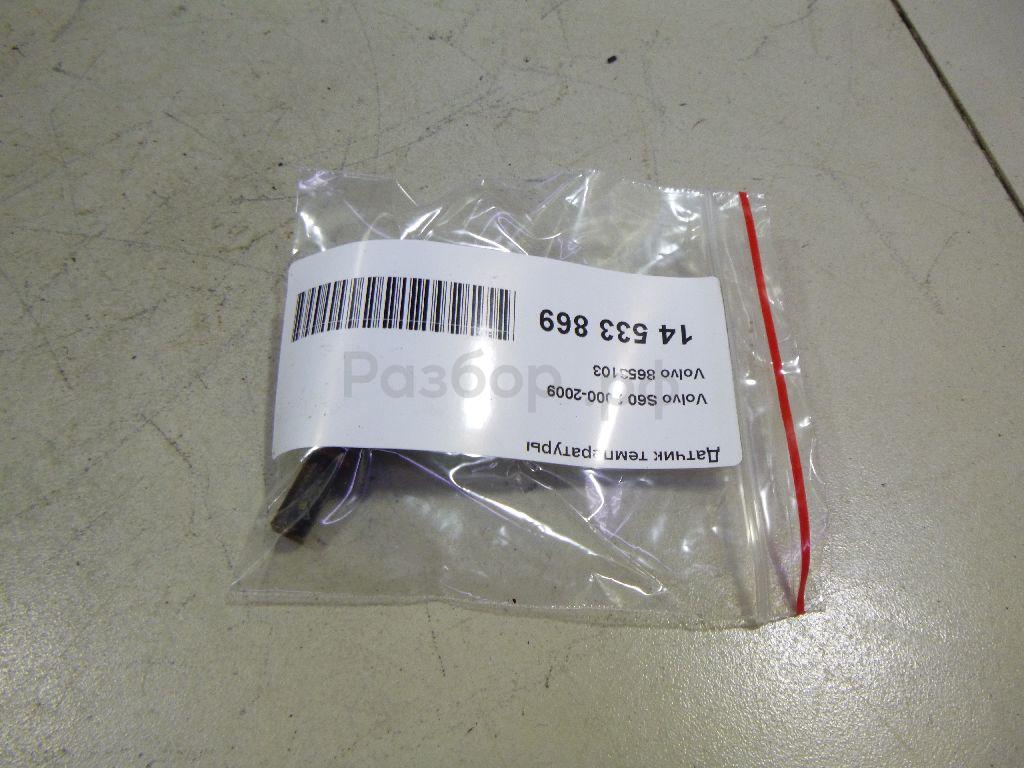 Датчик температуры
Volvo S60 2000-2009
Volvo 8653103
14 533 869
Разбор.рф